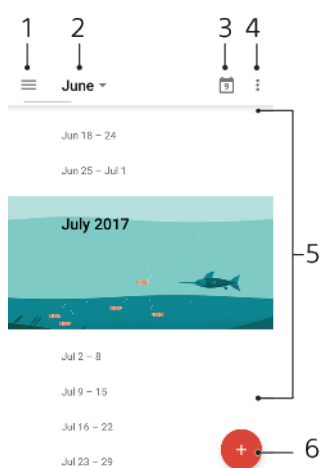 1 2 3 4
June 9
Jun 18 – 24
Jun 25 – Jul 1
July 2017
5
Jul 2 – 8
Jul 9 – 15
Jul 16 – 22
+ 6
Jul 23 – 29